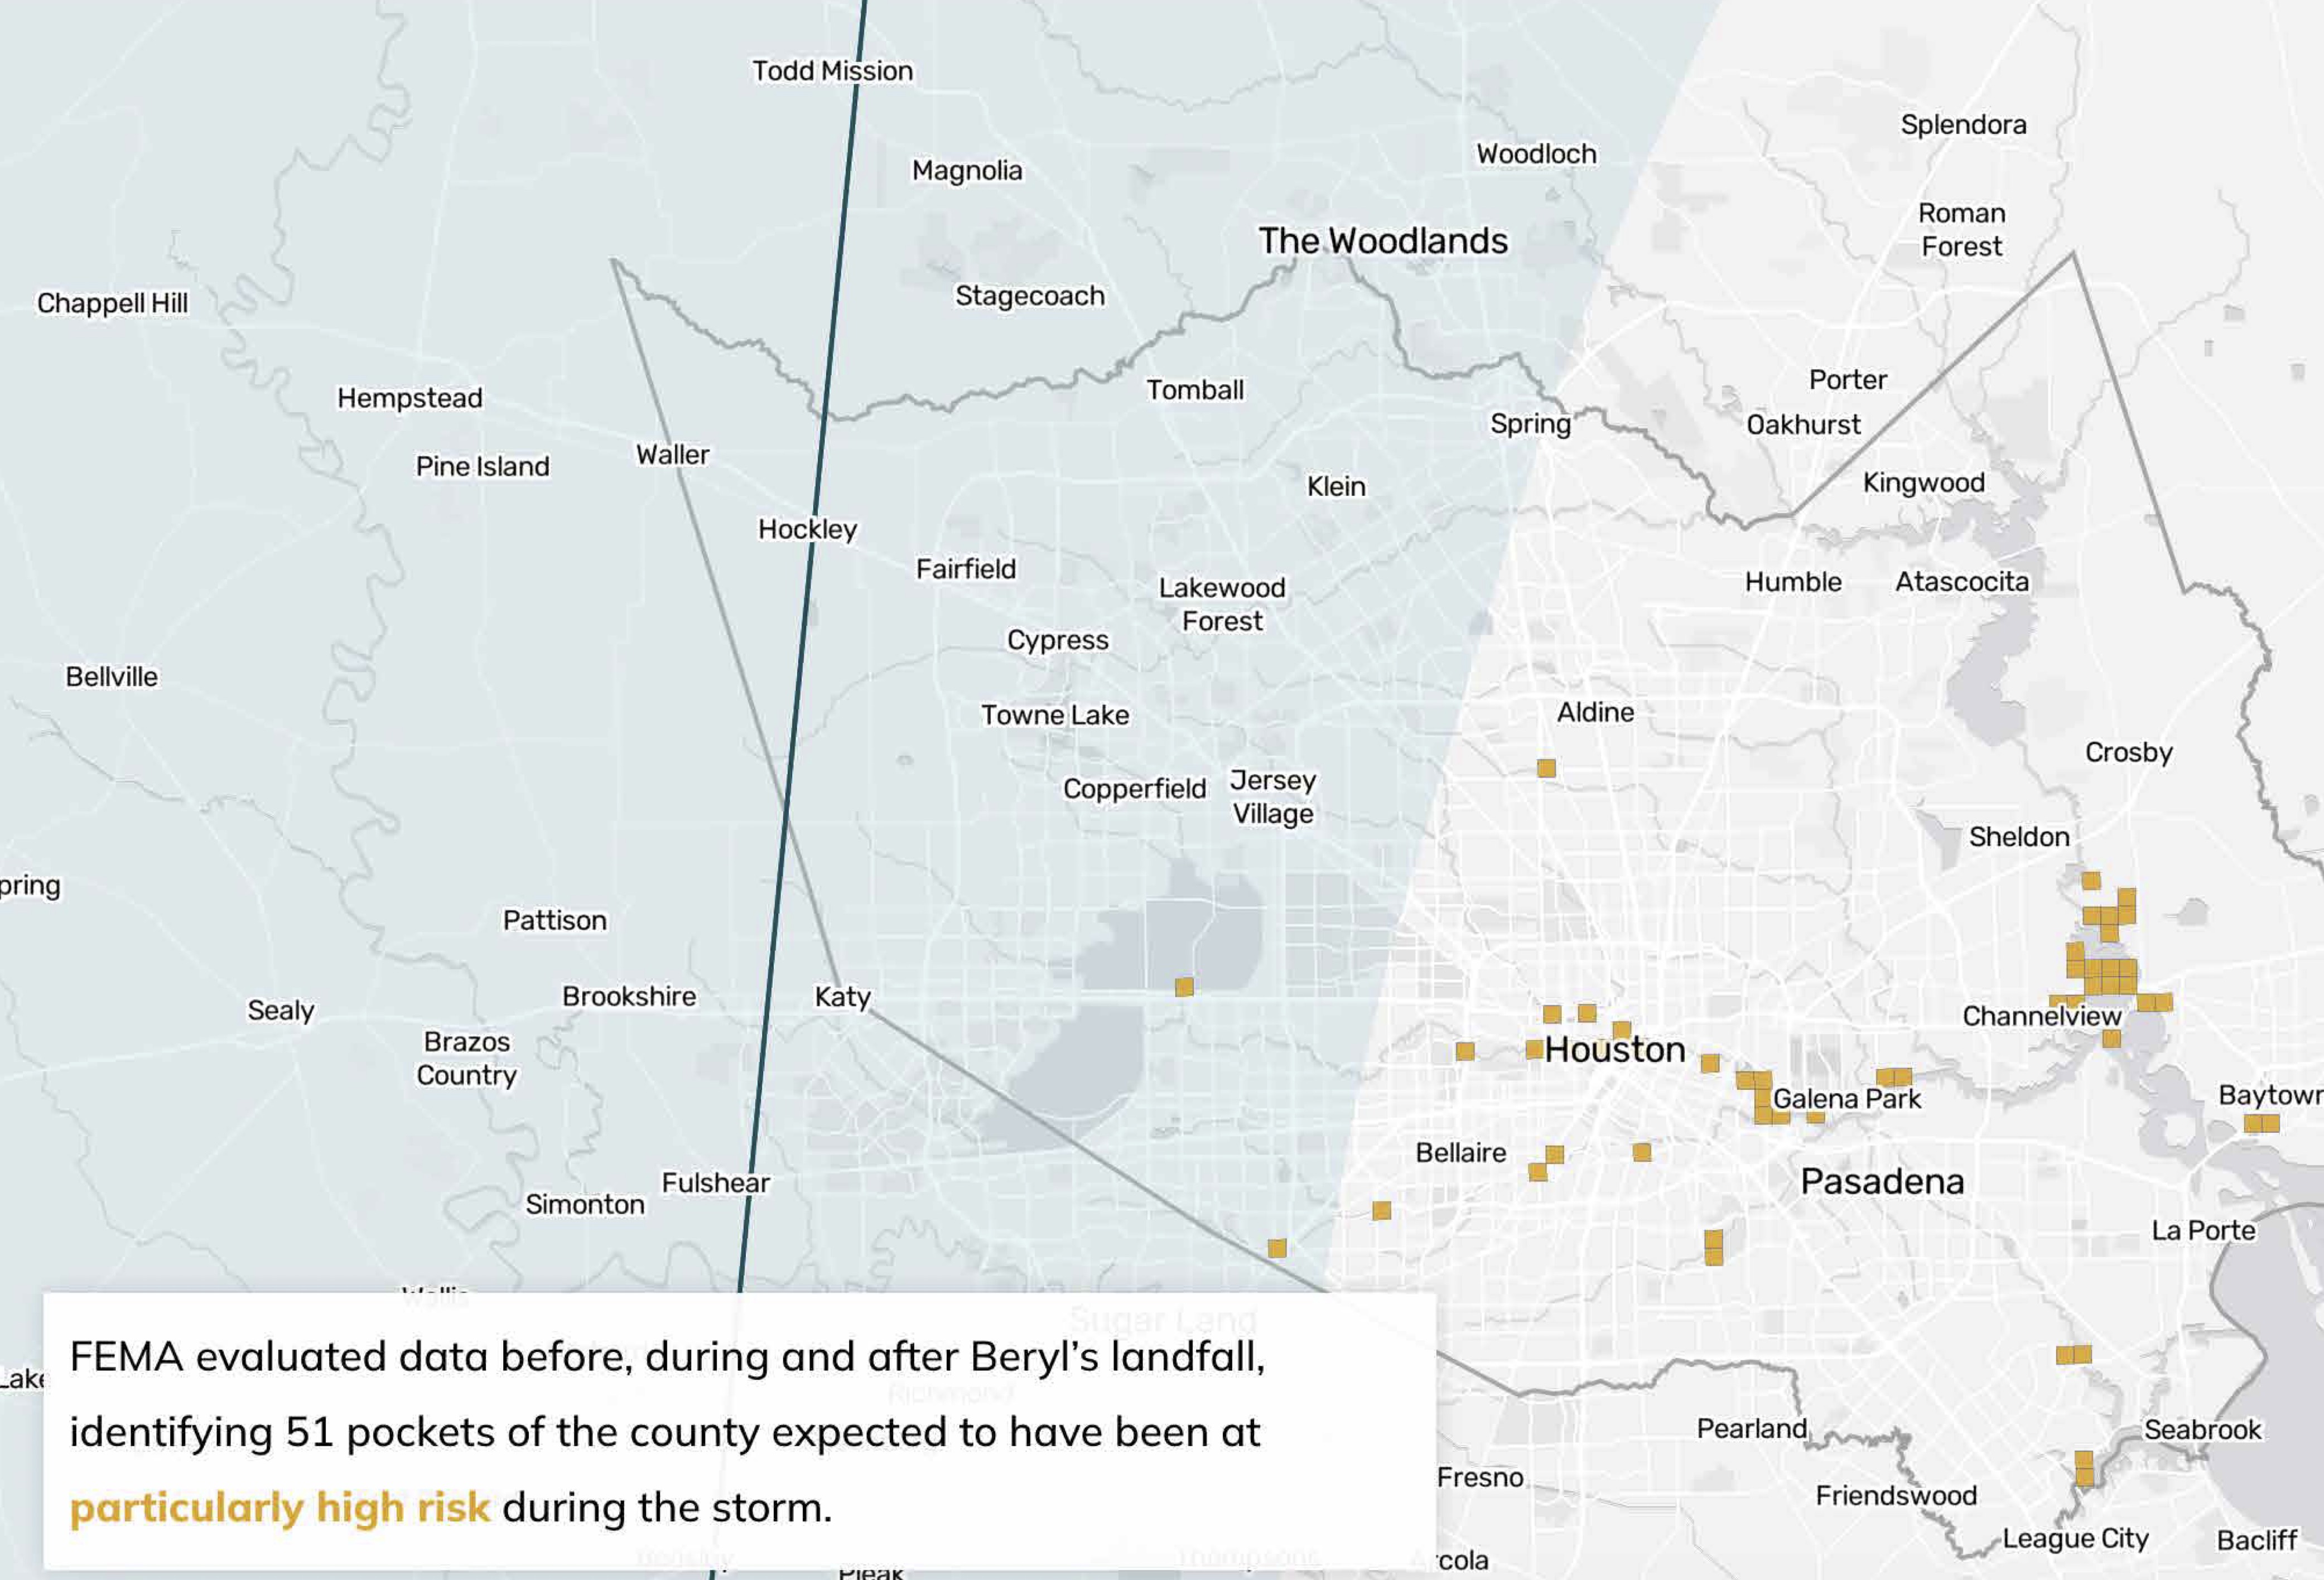 Todd Mission
Splendora
Woodloch
Magnolia
Roman
Forest
The Woodlands
Stagecoach
Chappell Hill
Porter
Tomball
Hempstead
Oakhurst
Spring
Waller
Pine Island
Kingwood
Klein
Hockley
Fairfield
Humble
Atascocita
Lakewood
Forest
Cypress
Bellville
Aldine
Towne Lake
Crosby
Copperfield
Jersey
Village
Sheldon
pring
Pattison
Brookshire
Katy
Sealy
Channelview
Brazos
Country
Houston
Galena Park
Baytown
Bellaire
Fulshear
Pasadena
Simonton
La Porte
Wallis
Sugar Land
FEMA evaluated data before, during and after Beryl's landfall,
identifying 51 pockets of the county expected to have been at
particularly high risk during the storm.
Lake
Richmond
Pearland
Seabrook
Fresno
Friendswood
League City
Bacliff
Thompsons
Arcola
Pleak